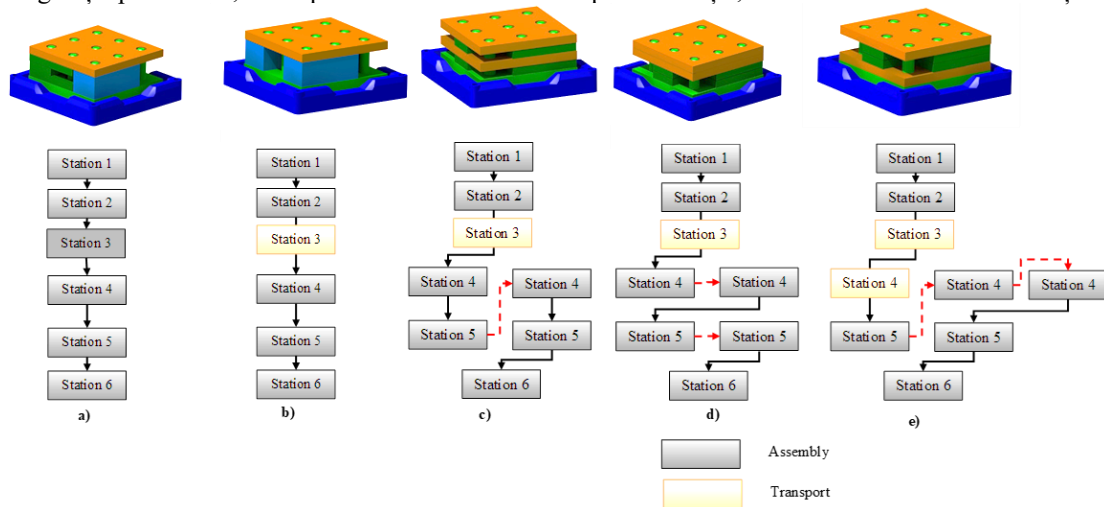 Station 1
Station 2
Station 3
Station 4
Station 5
Station 6
a)
Station 1
Station 2
Station 3
Station 4
Station 5
Station 6
b)
Station 1
Station 2
Station 3
Station 4
Station 4
Station 5
Station 5
Station 6
c)
Station 1
Station 2
Station 3
Station 4
Station 4
Station 5
Station 5
Station 6
d)
Station 1
Station 2
Station 3
Station 4
Station 4
Station 4
Station 5
Station 5
Station 6
e)
Assembly
Transport